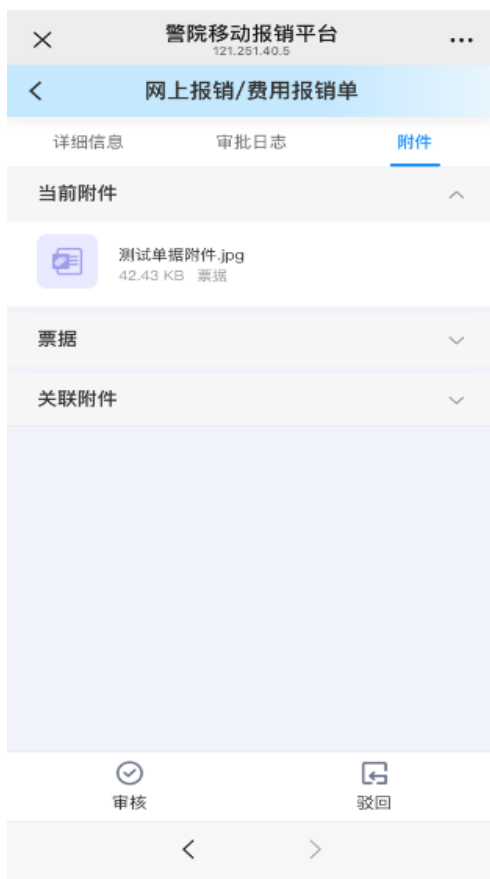 警院移动报销平台
121.251.40.5
网上报销/费用报销单
详细信息 审批日志 附件
当前附件
测试单据附件.jpg
42.43 KB 票据
票据
关联附件
审核 驳回